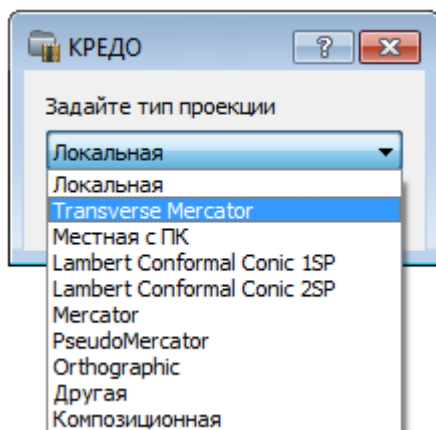 КРЕДО
?
Задайте тип проекции
Локальная
Локальная
Transverse Mercator
Местная с ПК
Lambert Conformal Conic 1SP
Lambert Conformal Conic 2SP
Mercator
PseudoMercator
Orthographic
Другая
Композиционная